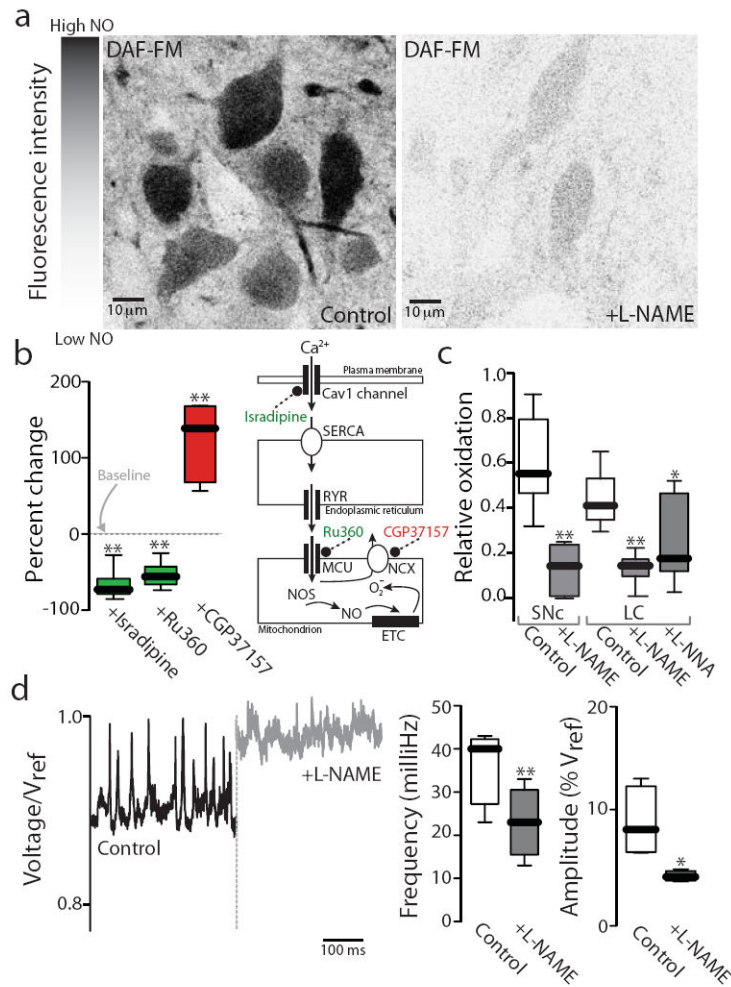 a
High NO
Fluorescence intensity
Low NO
DAF-FM
10 μm
Control
DAF-FM
10 μm
+L-NAME
b
Percent change
200
100
0
-100
Baseline
**
**
**
+Isradipine
+Ru360
+CGP37157
Ca2+
Plasma membrane
Cav1 channel
Isradipine
SERCA
RYR
Endoplasmic reticulum
Ru360
CGP37157
MCU
NCX
NOS
NO
O2-
ETC
Mitochondrion
c
Relative oxidation
1.0
0.8
0.6
0.4
0.2
0.0
**
**
*
SNc
LC
Control
+L-NAME
Control
+L-NAME
+L-NNA
d
Voltage/Vref
1.0
0.8
Control
+L-NAME
100 ms
Frequency (milliHz)
50
40
30
20
10
0
**
Control
+L-NAME
Amplitude (% Vref)
20
10
0
*
Control
+L-NAME